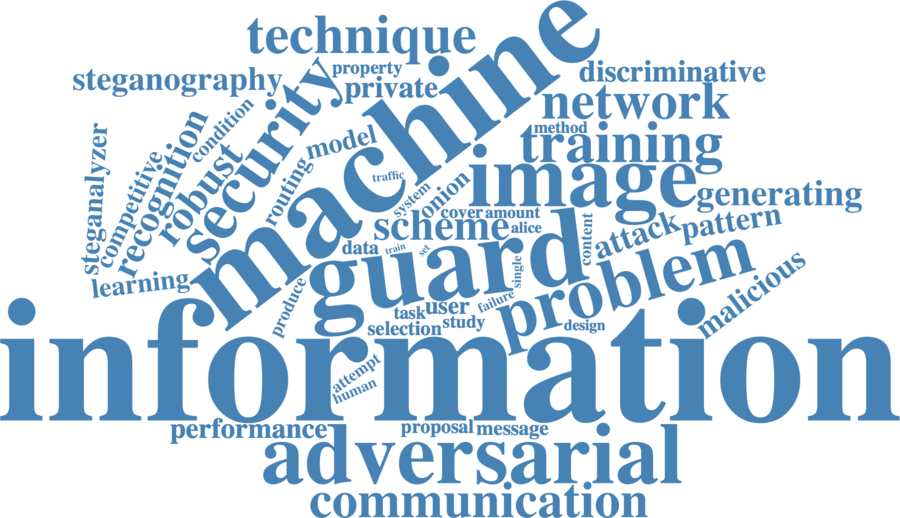 technique
machine
steganography
property
private
discriminative
network
security
condition
recognition
robust
model
method
training
steganalyzer
competitive
routing
traffic
image
generating
system
onion
cover
amount
scheme
alice
content
attack
pattern
learning
data
train
set
guard
single
problem
malicious
produce
task
user
failure
selection
study
design
information
attempt
human
performance
proposal
message
adversarial
communication